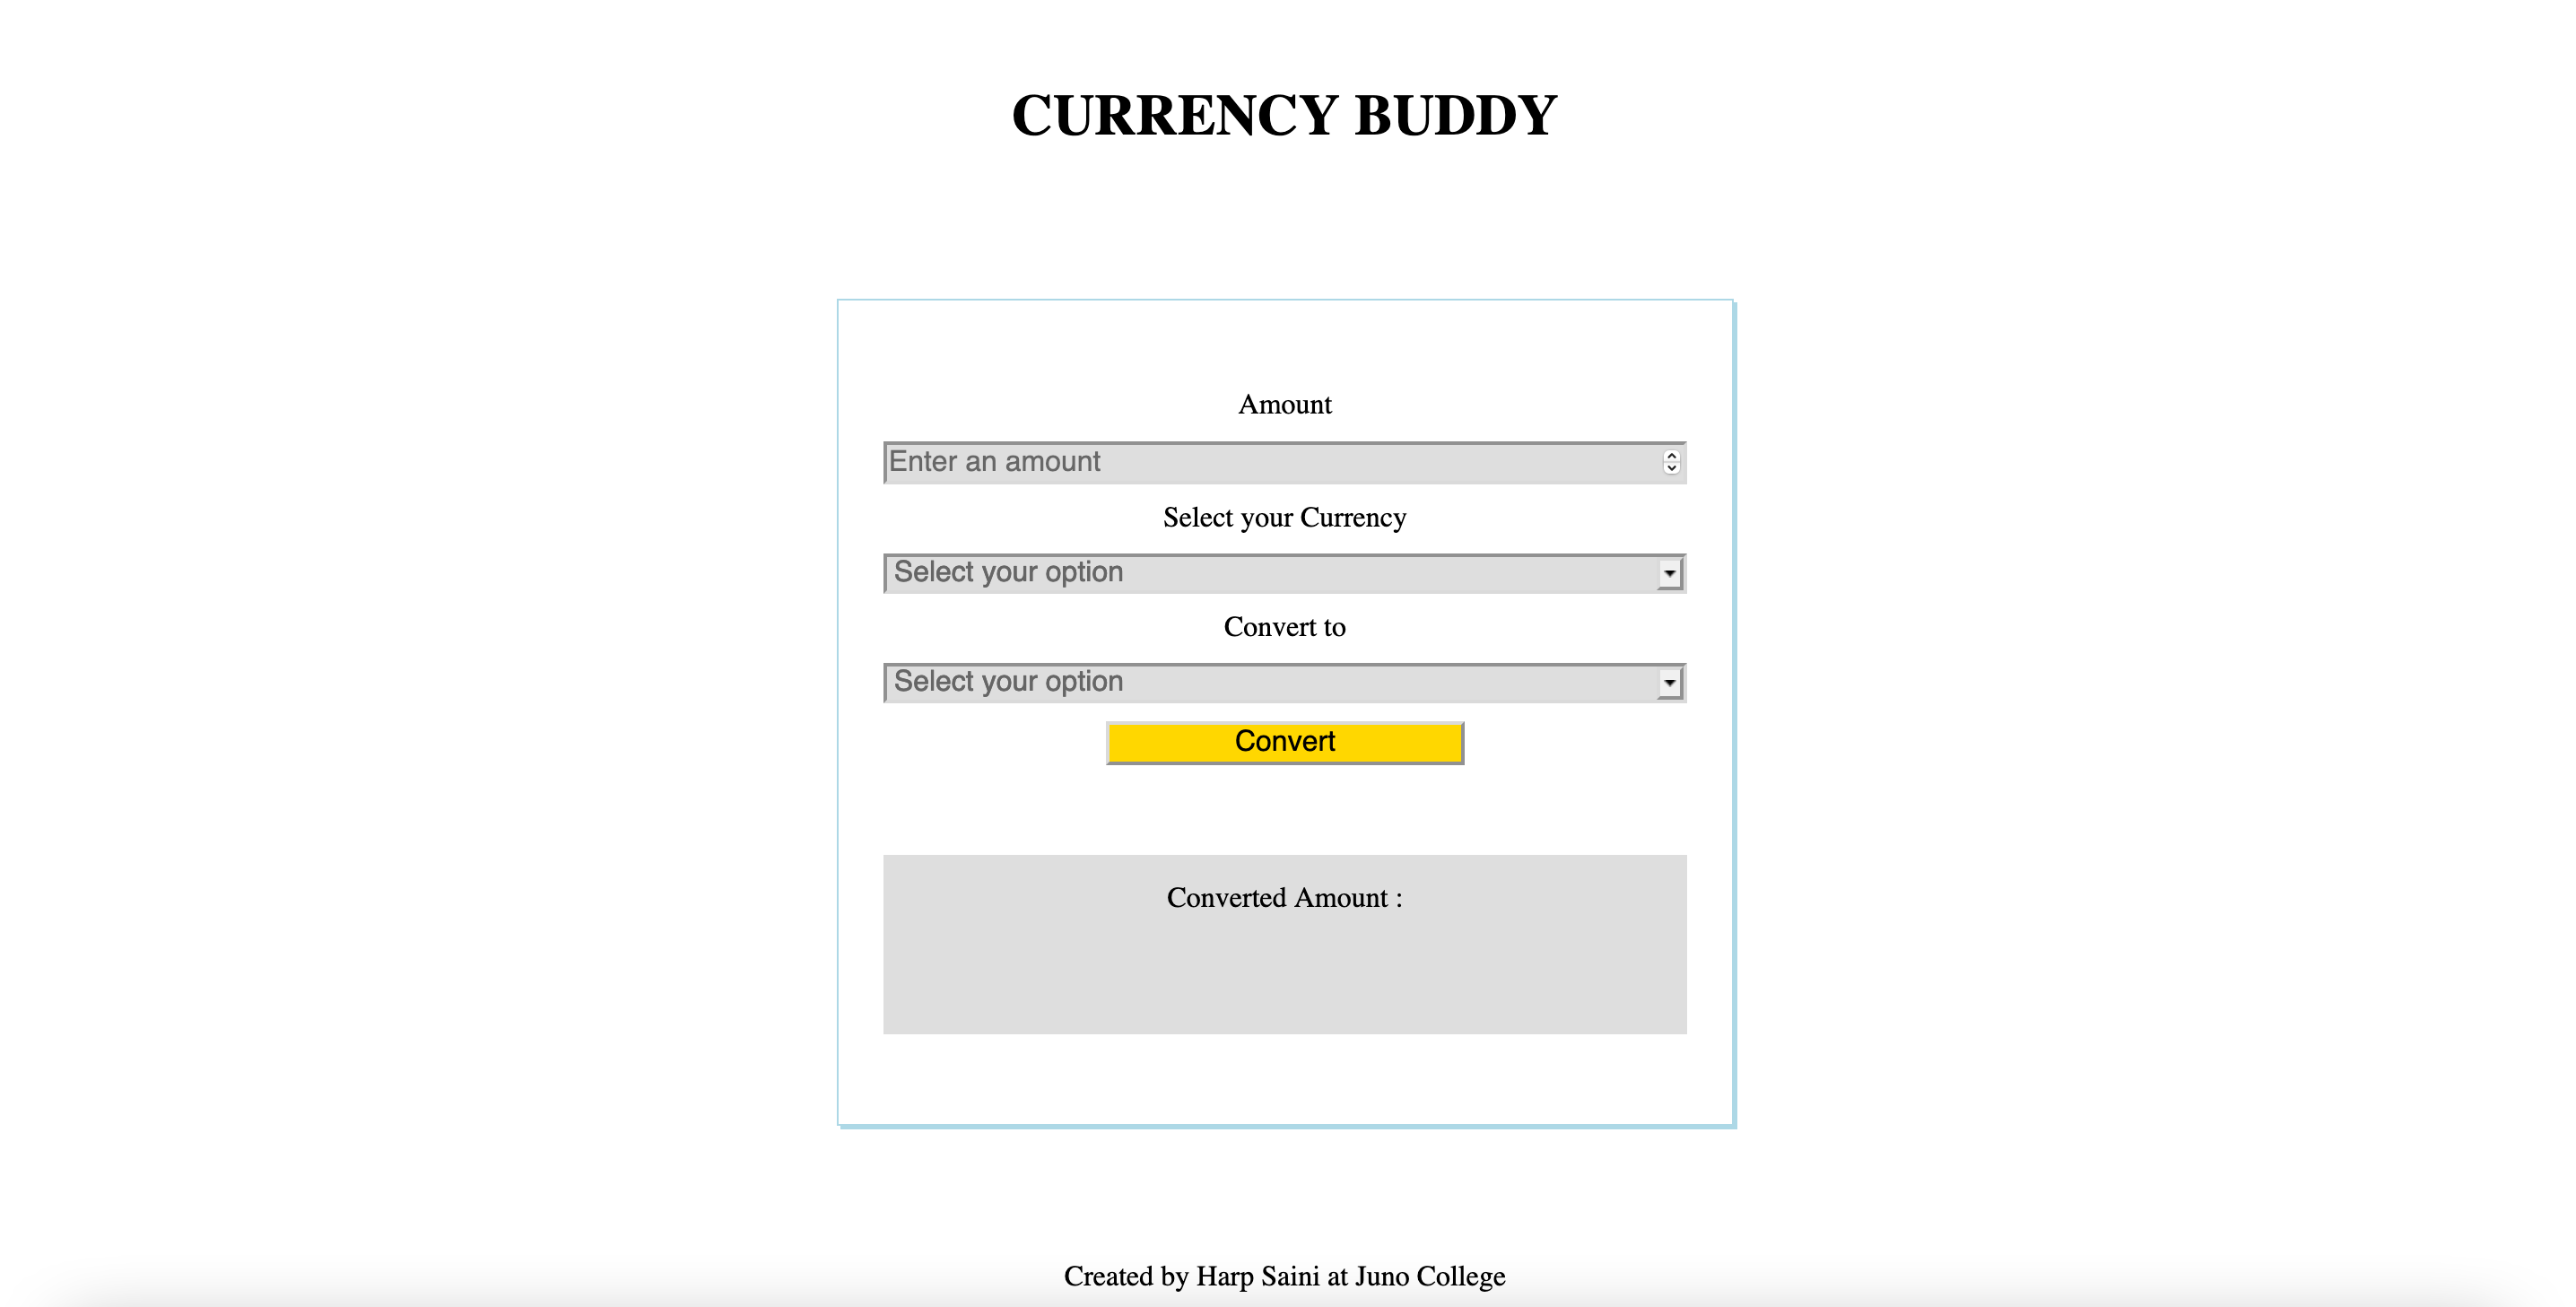 CURRENCY BUDDY
Amount
Enter an amount
Select your Currency
Select your option
Convert to
Select your option
Convert
Converted Amount :
Created by Harp Saini at Juno College